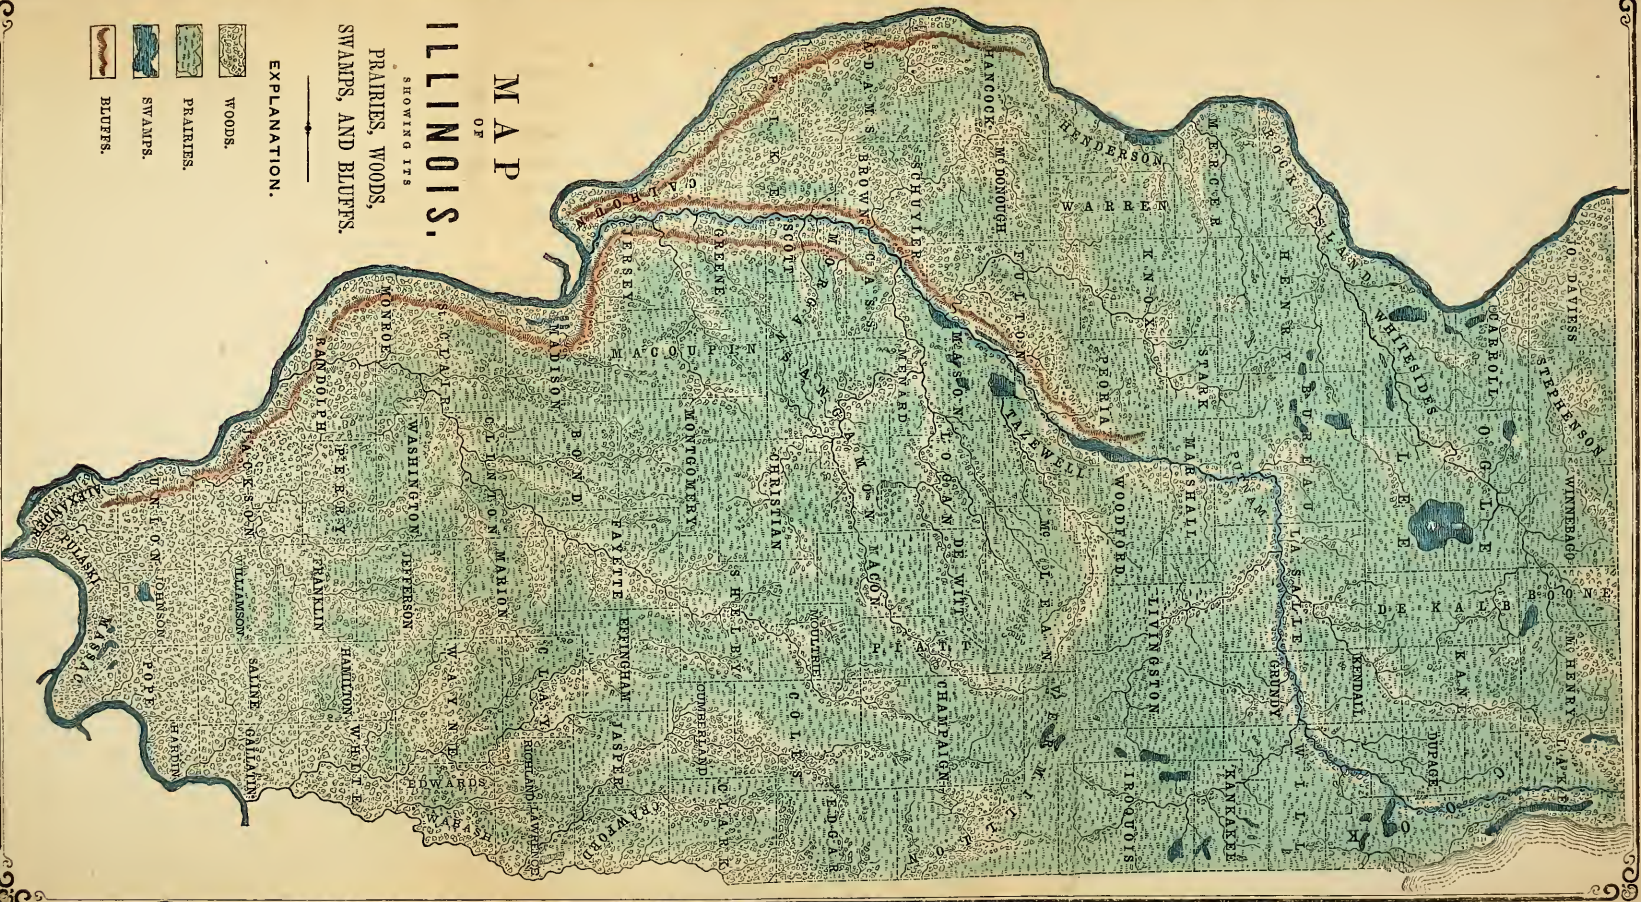 MAP
OF
ILLINOIS,
SHOWING ITS
PRAIRIES, WOODS,
SWAMPS, AND BLUFFS.
EXPLANATION.
WOODS.
PRAIRIES.
SWAMPS.
BLUFFS.
JO DAVIESS
STEPHENSON
WINNEBAGO
BOONE
McHENRY
LAKE
CARROLL
OGLE
DE KALB
KANE
COOK
DUPAGE
WHITESIDES
LEE
ROCK ISLAND
MERCER
HENRY
BUREAU
LA SALLE
KENDALL
GRUNDY
WILL
KANKAKEE
HENDERSON
WARREN
KNOX
STARK
PUTNAM
MARSHALL
LIVINGSTON
IROQUOIS
PEORIA
WOODFORD
HANCOCK
McDONOUGH
FULTON
TAZEWELL
McLEAN
VERMILLION
ADAMS
SCHUYLER
BROWN
MASON
LOGAN
DE WITT
CHAMPAIGN
CASS
MENARD
PIATT
PIKE
SCOTT
MORGAN
SANGAMON
MACON
MOULTRIE
COLES
EDGAR
CALHOUN
GREENE
JERSEY
MACOUPIN
MONTGOMERY
CHRISTIAN
SHELBY
CUMBERLAND
CLARK
MADISON
BOND
FAYETTE
EFFINGHAM
JASPER
CRAWFORD
ST CLAIR
CLINTON
MARION
CLAY
RICHLAND
LAWRENCE
MONROE
RANDOLPH
WASHINGTON
JEFFERSON
WAYNE
EDWARDS
WABASH
PERRY
FRANKIN
HAMILTON
WHITE
JACKSON
WILLIAMSON
SALINE
GALLATIN
UNION
JOHNSON
POPE
HARDIN
ALEXANDER
PULASKI
MASSAC